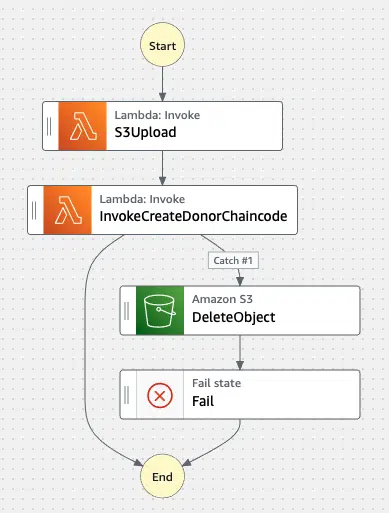 Start
Lambda: Invoke
S3Upload
Lambda: Invoke
InvokeCreateDonorChaincode
Catch #1
Amazon S3
DeleteObject
Fail state
Fail
End